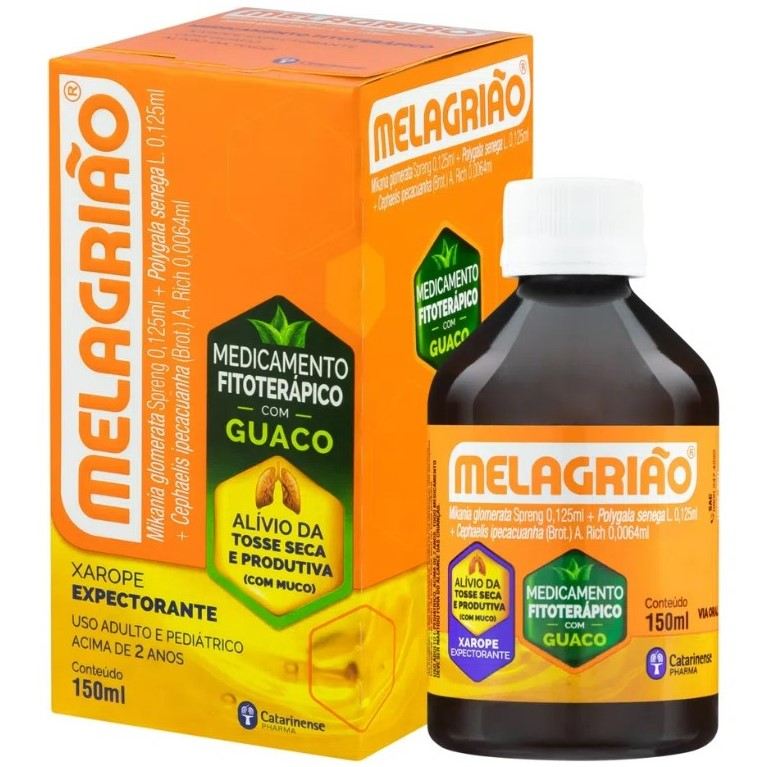 MELAGRIÃO®
Mikania glomerata Spreng 0,125ml + Polygala senega L. 0,125ml
+ Cephaelis ipecacuanha (Brot.) A. Rich 0,0064ml
MEDICAMENTO
FITOTERÁPICO
COM
GUACO
ALÍVIO DA
TOSSE SECA
E PRODUTIVA
(COM MUCO)
XAROPE
EXPECTORANTE
USO ADULTO E PEDIÁTRICO
ACIMA DE 2 ANOS
Conteúdo
150ml
Catarinense
PHARMA
MELAGRIÃO
MEDICAMENTO FITOTERÁPICO
MELAGRIÃO®
Mikania glomerata Spreng 0,125ml + Polygala senega L. 0,125ml
+ Cephaelis ipecacuanha (Brot.) A. Rich 0,0064ml
MEDICAMENTO
FITOTERÁPICO
COM
GUACO
MELAGRIÃO®
Mikania glomerata Spreng 0,125ml + Polygala senega L. 0,125ml
+ Cephaelis ipecacuanha (Brot.) A. Rich 0,0064ml
ALÍVIO DA
TOSSE SECA
E PRODUTIVA
(COM MUCO)
XAROPE
EXPECTORANTE
MEDICAMENTO
FITOTERÁPICO
COM
GUACO
Conteúdo
150ml
VIA ORAL
Catarinense
PHARMA
SAC